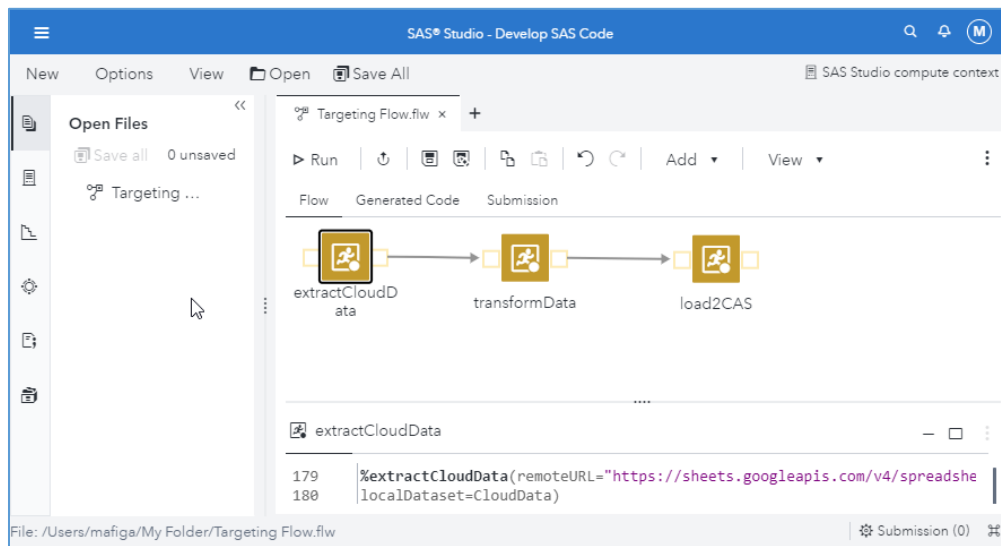 SAS® Studio - Develop SAS Code
M
New Options View Open Save All
SAS Studio compute context
Open Files
Save all 0 unsaved
Targeting ...
Targeting Flow.flw × +
Run
Add
View
Flow Generated Code Submission
extractCloudD
ata
transformData
load2CAS
extractCloudData
179 %extractCloudData(remoteURL="https://sheets.googleapis.com/v4/spreadshe
180 localDataset=CloudData)
File: /Users/mafiga/My Folder/Targeting Flow.flw
Submission (0)